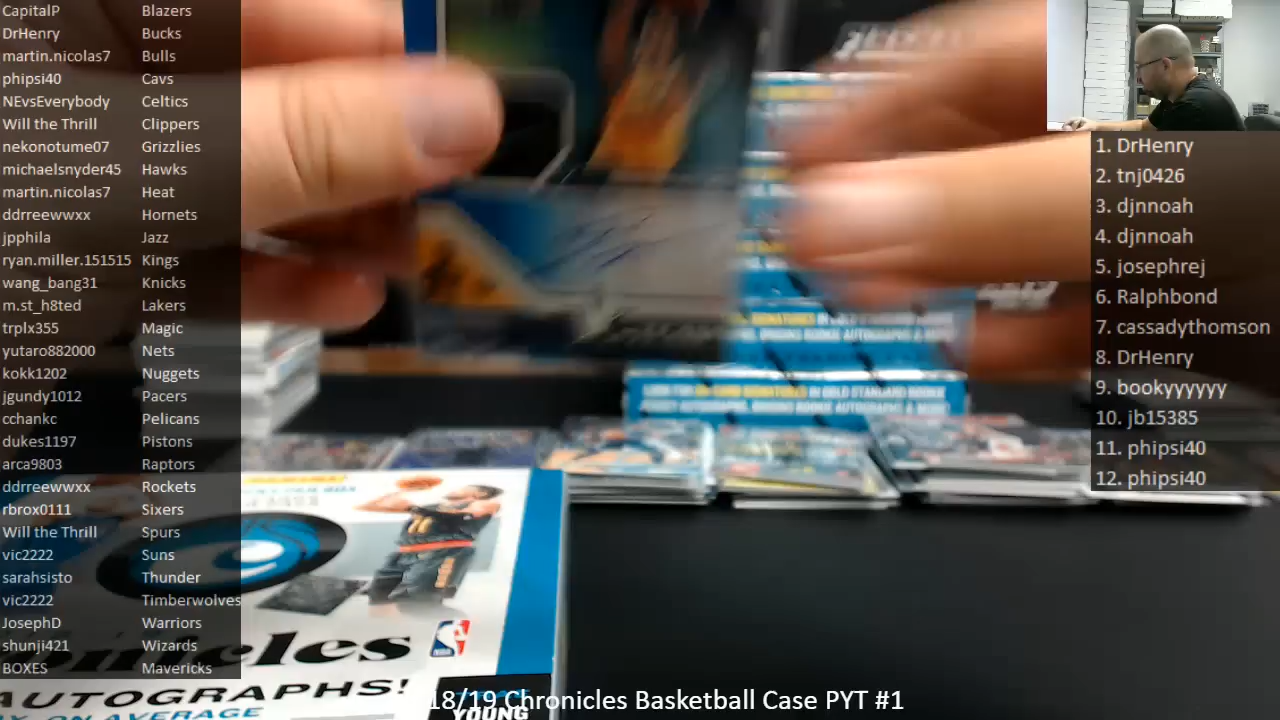 CapitalP Blazers
DrHenry Bucks
martin.nicolas7 Bulls
phipsi40 Cavs
NEvsEverybody Celtics
Will the Thrill Clippers
nekonotume07 Grizzlies
michaelsnyder45 Hawks
martin.nicolas7 Heat
ddrreewwxx Hornets
jpphila Jazz
ryan.miller.151515 Kings
wang_bang31 Knicks
m.st_h8ted Lakers
trplx355 Magic
yutaro882000 Nets
kokk1202 Nuggets
jgundy1012 Pacers
cchankc Pelicans
dukes1197 Pistons
arca9803 Raptors
ddrreewwxx Rockets
rbrox0111 Sixers
Will the Thrill Spurs
vic2222 Suns
sarahsisto Thunder
vic2222 Timberwolves
JosephD Warriors
shunji421 Wizards
BOXES Mavericks
1. DrHenry
2. tnj0426
3. djnnoah
4. djnnoah
5. josephrej
6. Ralphbond
7. cassadythomson
8. DrHenry
9. bookyyyyyy
10. jb15385
11. phipsi40
12. phipsi40
NBA
AUTOGRAPHS!
ON AVERAGE
YOUNG
18/19 Chronicles Basketball Case PYT #1